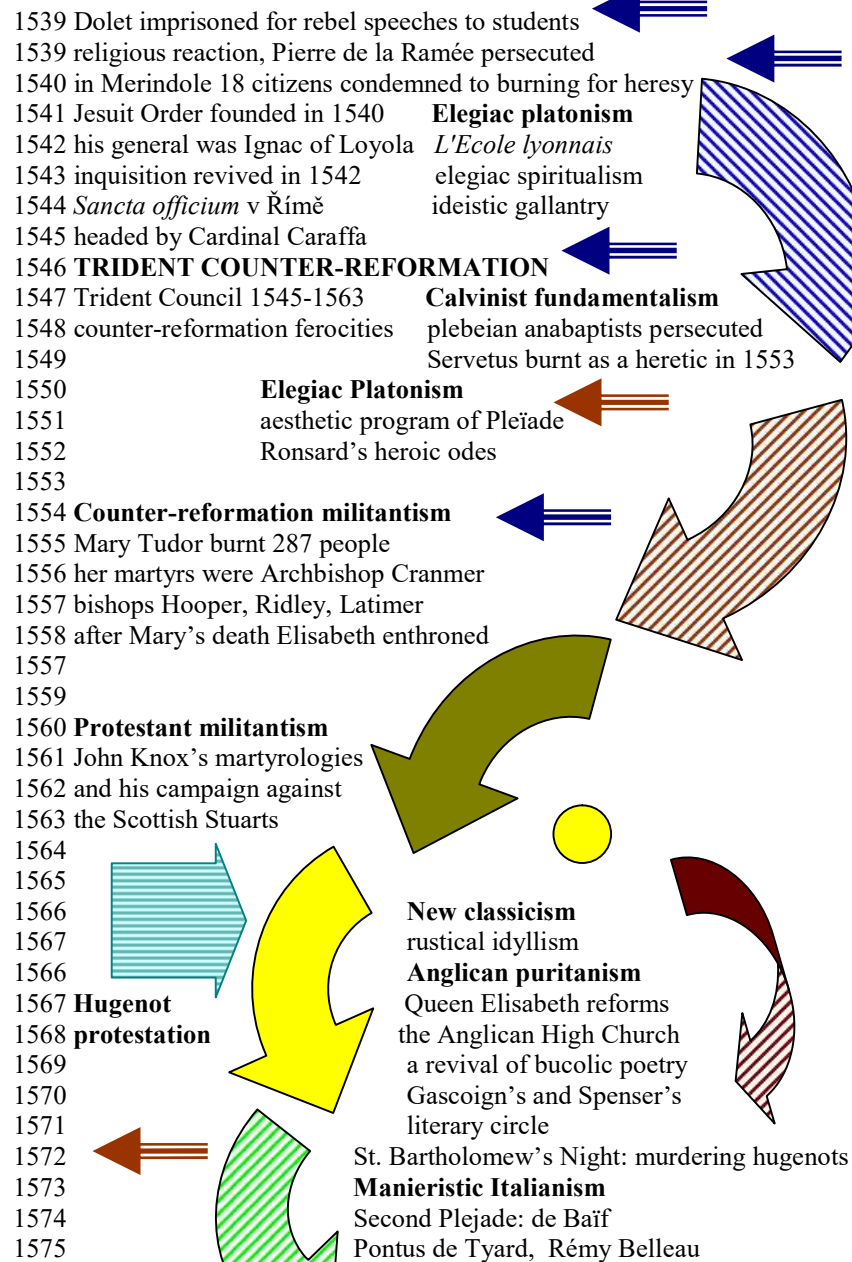 1539 Dolet imprisoned for rebel speeches to students
1539 religious reaction, Pierre de la Ramée persecuted
1540 in Merindole 18 citizens condemned to burning for heresy
1541 Jesuit Order founded in 1540 Elegiac platonism
1542 his general was Ignac of Loyola L'Ecole lyonnais
1543 inquisition revived in 1542 elegiac spiritualism
1544 Sancta officium v Římě ideistic gallantry
1545 headed by Cardinal Caraffa
1546 TRIDENT COUNTER-REFORMATION
1547 Trident Council 1545-1563 Calvinist fundamentalism
1548 counter-reformation ferocities plebeian anabaptists persecuted
1549 Servetus burnt as a heretic in 1553
1550 Elegiac Platonism
1551 aesthetic program of Pleïade
1552 Ronsard’s heroic odes
1553
1554 Counter-reformation militantism
1555 Mary Tudor burnt 287 people
1556 her martyrs were Archbishop Cranmer
1557 bishops Hooper, Ridley, Latimer
1558 after Mary’s death Elisabeth enthroned
1557
1559
1560 Protestant militantism
1561 John Knox’s martyrologies
1562 and his campaign against
1563 the Scottish Stuarts
1564
1565
1566 New classicism
1567 rustical idyllism
1566 Anglican puritanism
1567 Hugenot Queen Elisabeth reforms
1568 protestation the Anglican High Church
1569 a revival of bucolic poetry
1570 Gascoign’s and Spenser’s
1571 literary circle
1572 St. Bartholomew’s Night: murdering hugenots
1573 Manieristic Italianism
1574 Second Plejade: de Baïf
1575 Pontus de Tyard, Rémy Belleau